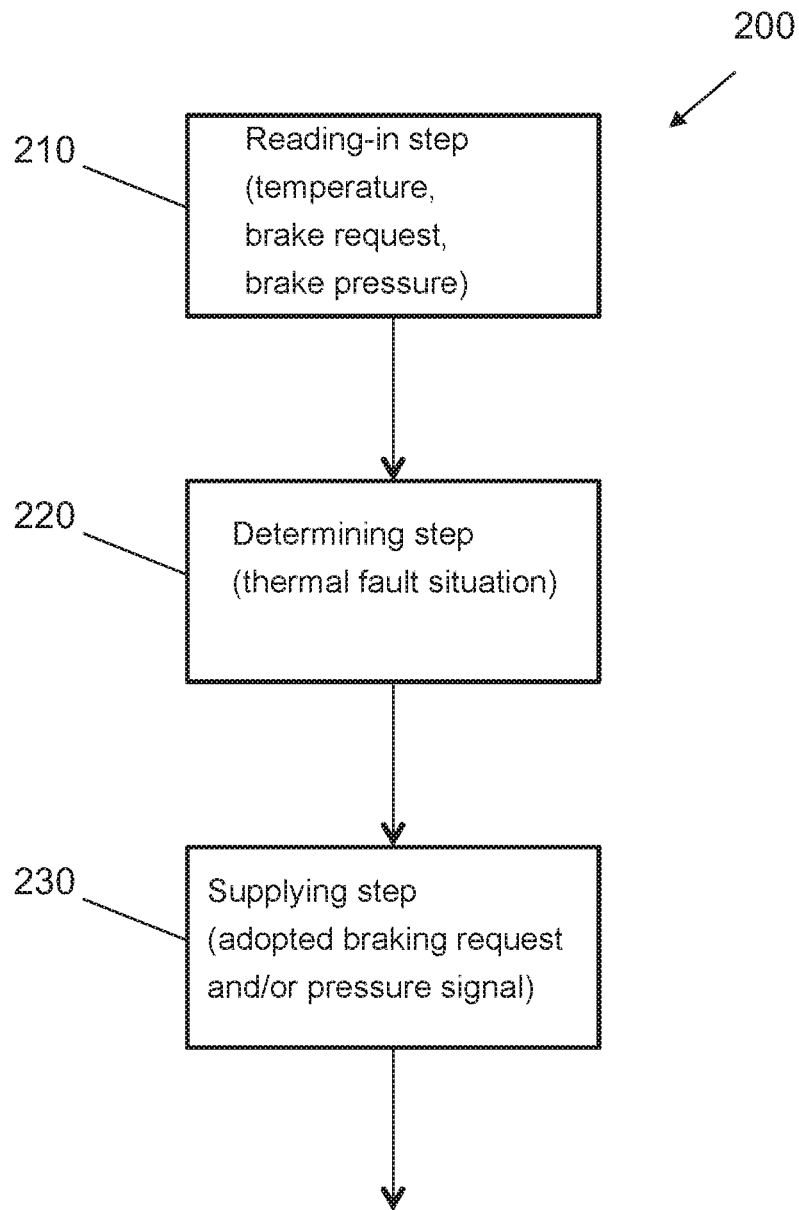 200
210
Reading-in step
(temperature,
brake request,
brake pressure)
220
Determining step
(thermal fault situation)
230
Supplying step
(adopted braking request
and/or pressure signal)